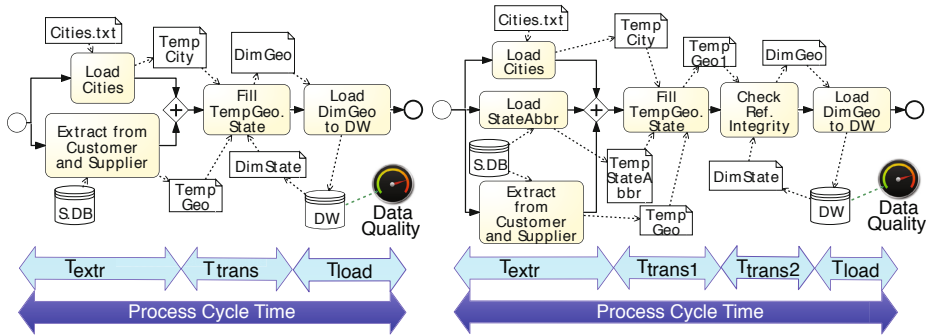 Cities.txt
Temp
City
DimGeo
Load
Cities
Fill
TempGeo.
State
Load
DimGeo
to DW
Extract from
Customer
and Supplier
DimState
Temp
Geo
S.DB
DW
Data
Quality
Textr
Ttrans
Tload
Process Cycle Time
Cities.txt
Temp
City
Temp
Geo1
DimGeo
Load
Cities
Load
StateAbbr
Fill
TempGeo.
State
Check
Ref.
Integrity
Load
DimGeo
to DW
S.DB
Temp
StateA
bbr
DimState
Extract
from
Customer
and Supplier
Temp
Geo
DW
Data
Quality
Textr
Ttrans1
Ttrans2
Tload
Process Cycle Time